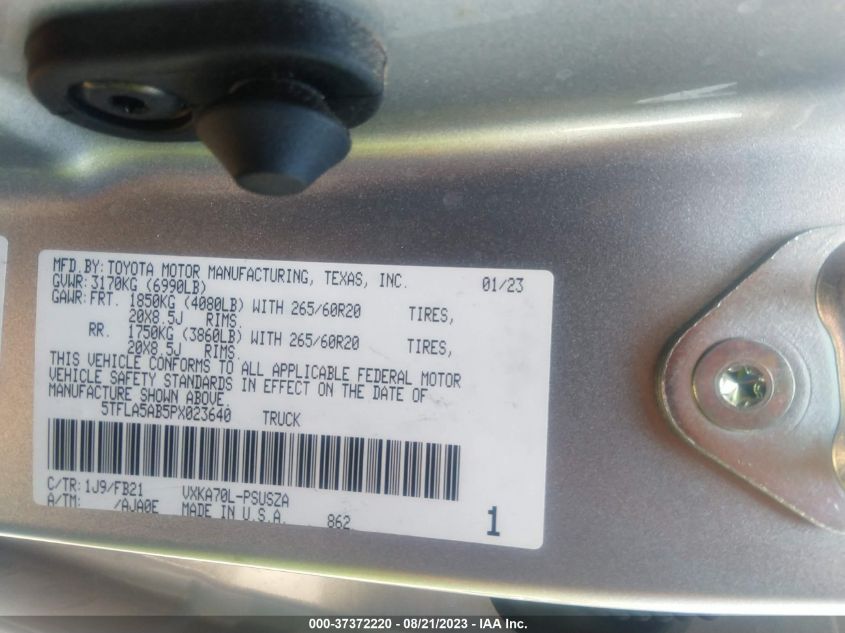 MFD. BY: TOYOTA MOTOR MANUFACTURING, TEXAS, INC. 01/23
GVWR: 3170KG (6990LB)
GAWR: FRT. 1850KG (4080LB) WITH 265/60R20 TIRES,
20X8.5J RIMS.
RR. 1750KG (3860LB) WITH 265/60R20 TIRES,
20X8.5J RIMS.
THIS VEHICLE CONFORMS TO ALL APPLICABLE FEDERAL MOTOR
VEHICLE SAFETY STANDARDS IN EFFECT ON THE DATE OF
MANUFACTURE SHOWN ABOVE.
5TFLA5AB5PX023640 TRUCK
C/TR: 1J9/FB21 VXKA70L-PSUSZA
A/TM: /AJA0E MADE IN U.S.A. 862 1
000-37372220 - 08/21/2023 - IAA Inc.